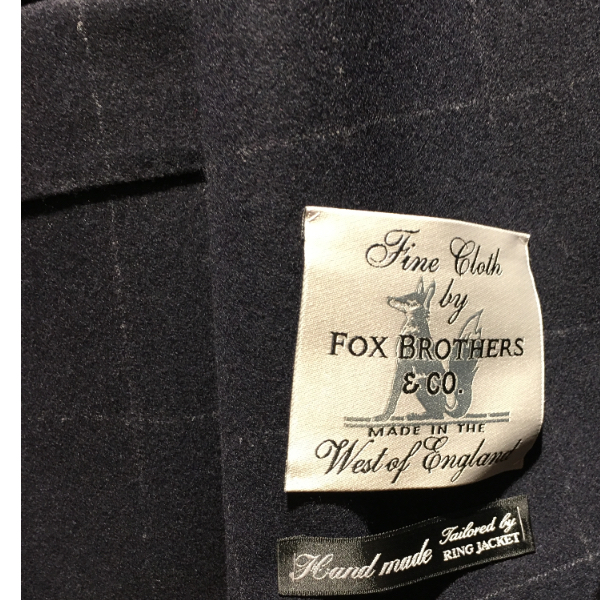 Fine Cloth
by
FOX BROTHERS
& CO.
MADE IN THE
West of England
Hand made Tailored by
RING JACKET